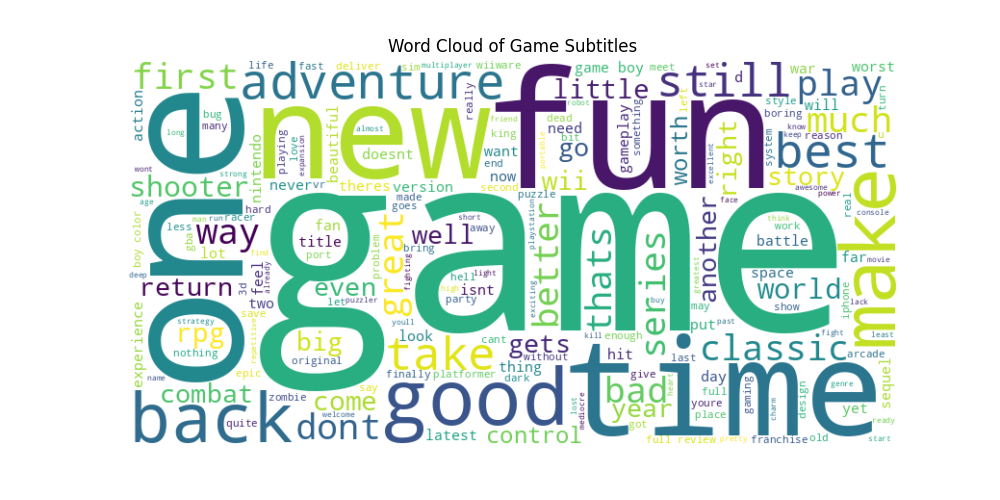 Word Cloud of Game Subtitles
first
life
fast
deliver
sim
multiplayer
wiiware
game boy
meet
set
war
worst
adventure
really
little
still
d
play
action
bug
many
new
fun
star
style
will
turn
one
long
playing
love
expansion
beautiful
almost
friend
robot
dead
king
need
bit
gameplay
something
left
worth
boring
know
keep
reason
much
doesnt
want
go
end
now
portable
excellent
right
system
best
wont
strong
nintendo
never
theres
version
second
wii
puzzle
story
shooter
age
man
run
racer
hard
made
goes
short
playstation
awesome
power
face
real
console
make
less
gba
way
fan
title
port
problem
great
bring
well
away
better
thats
series
another
think
work
battle
far
movie
boy color
lot
find
feel
already
game
fighting
hell
light
high
isnt
party
exciting
greatest
space
world
show
iphone
lack
deep
return
3d
two
even
let
puzzler
buy
may
put
experience
save
strategy
rpg
nothing
repetitive
big
original
youll
look
cant
gets
without
hit
kill
enough
past
fight
least
classic
arcade
name
epic
take
finally
platformer
thing
dark
last
day
full
gaming
charm
design
genre
sequel
combat
zombie
come
say
good
lost
mediocre
time
give
bad
heart
year
got
youre
place
yet
ready
back
quite
welcome
dont
latest
control
full review
pretty
franchise
old
start